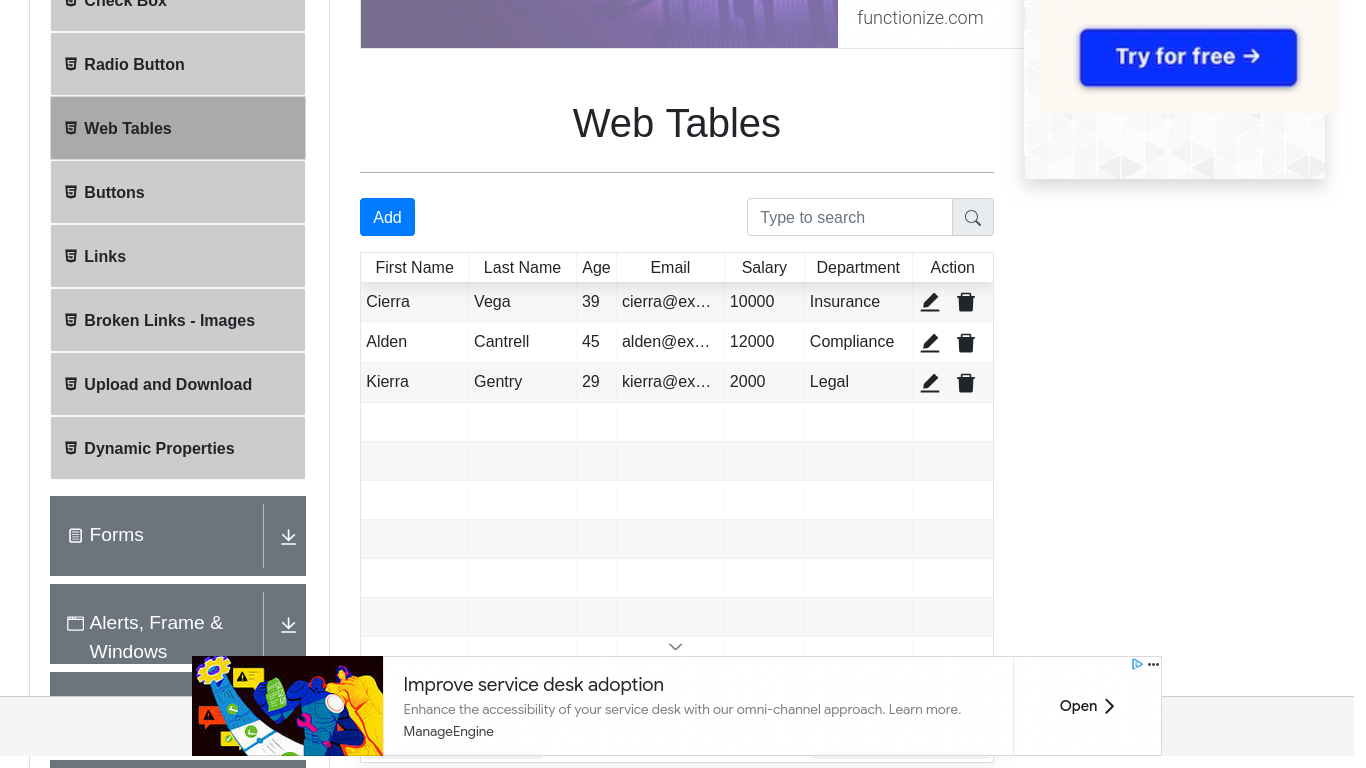 Check Box
Radio Button
Web Tables
Buttons
Links
Broken Links - Images
Upload and Download
Dynamic Properties
Forms
Alerts, Frame &
Windows
functionize.com
Try for free →
Web Tables
Add
Type to search
First Name Last Name Age Email Salary Department Action
Cierra Vega 39 cierra@ex… 10000 Insurance
Alden Cantrell 45 alden@ex… 12000 Compliance
Kierra Gentry 29 kierra@ex… 2000 Legal
Improve service desk adoption
Enhance the accessibility of your service desk with our omni-channel approach. Learn more.
ManageEngine
Open